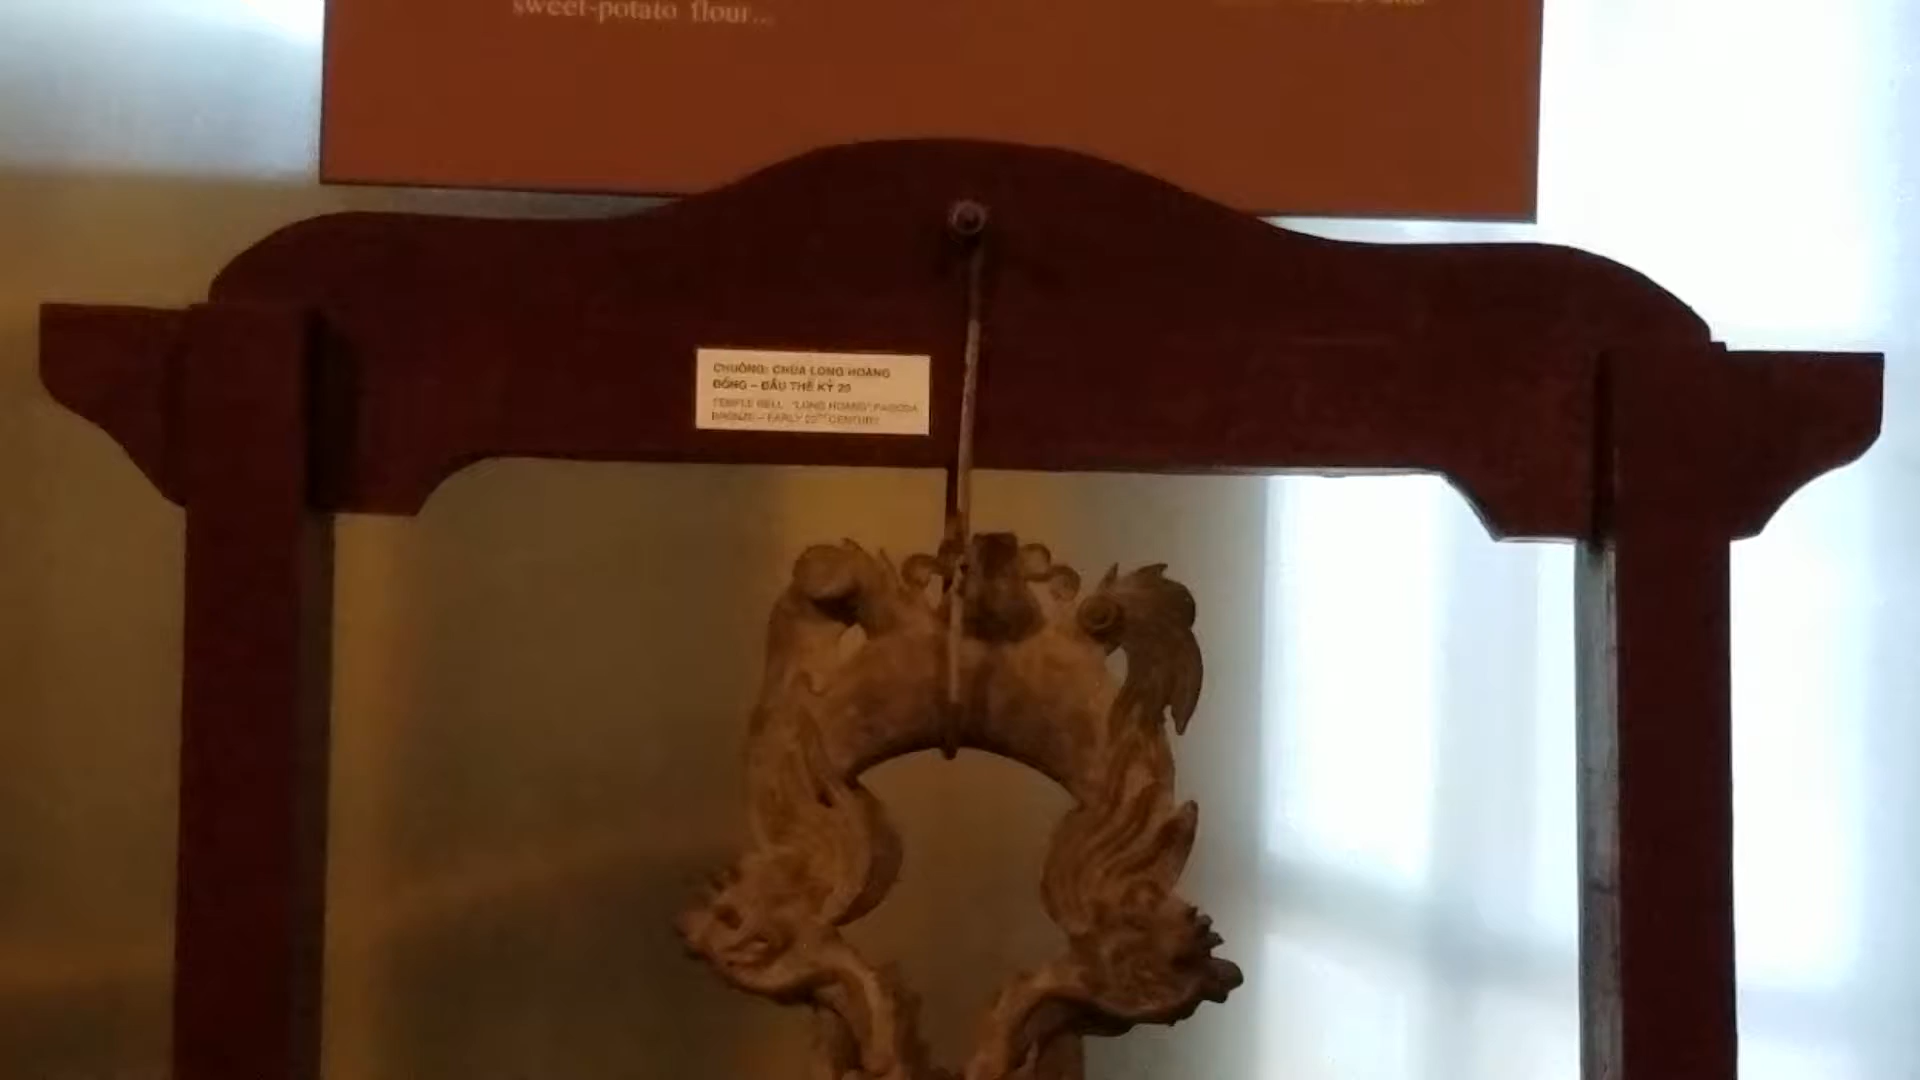 sweet-potato flour...
CHUÔNG: CHÙA LONG HOÀNG
ĐỒNG – ĐẦU THẾ KỶ 20
TEMPLE BELL "LONG HOANG" PAGODA
BRONZE – EARLY 20TH CENTURY